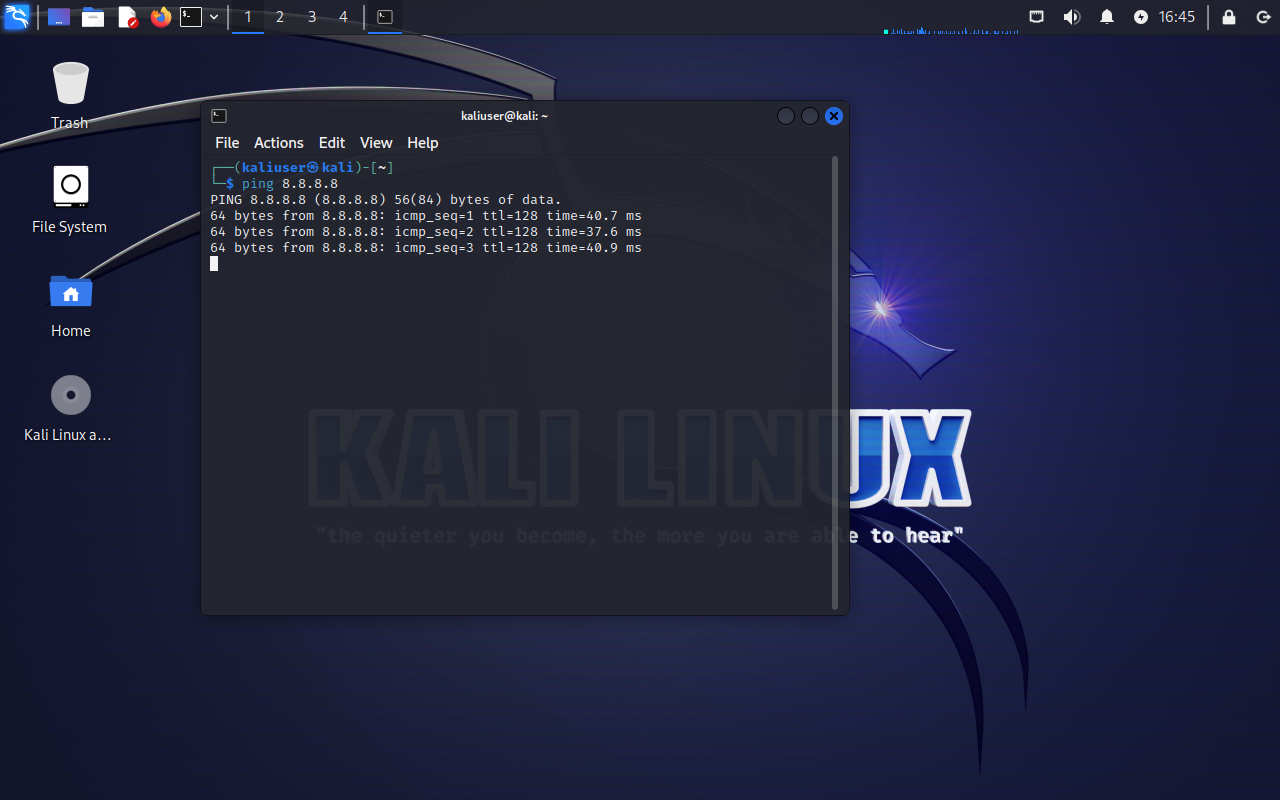 1 2 3 4
16:45
Trash
File System
Home
Kali Linux a...
kaliuser@kali: ~
File Actions Edit View Help
┌──(kaliuser㉿kali)-[~]
└─$ ping 8.8.8.8
PING 8.8.8.8 (8.8.8.8) 56(84) bytes of data.
64 bytes from 8.8.8.8: icmp_seq=1 ttl=128 time=40.7 ms
64 bytes from 8.8.8.8: icmp_seq=2 ttl=128 time=37.6 ms
64 bytes from 8.8.8.8: icmp_seq=3 ttl=128 time=40.9 ms
KALI LINUX
"the quieter you become, the more you are able to hear"